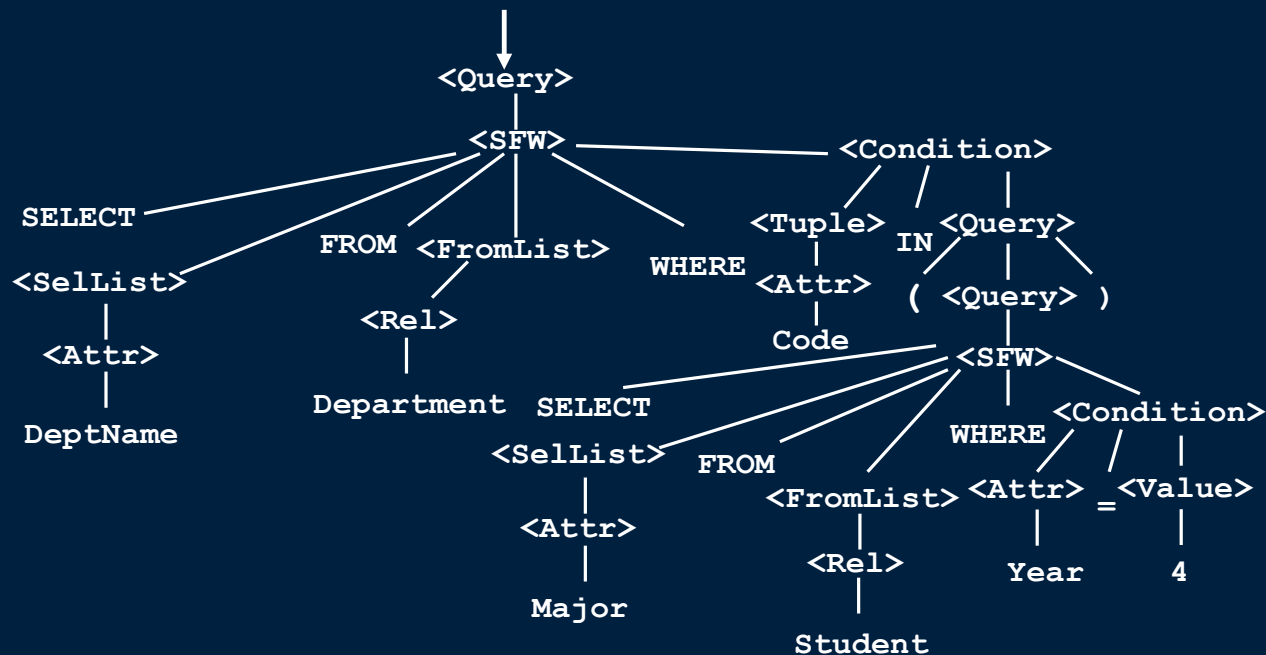 <Query>
<SFW>
<Condition>
SELECT
FROM
<FromList>
WHERE
<Tuple>
IN
<Query>
<SelList>
<Rel>
<Attr>
( <Query> )
<Attr>
Code
<SFW>
DeptName
Department
SELECT
<SelList>
FROM
<FromList>
WHERE
<Condition>
<Attr>
<Rel>
<Attr>
=
<Value>
Major
Student
Year
4